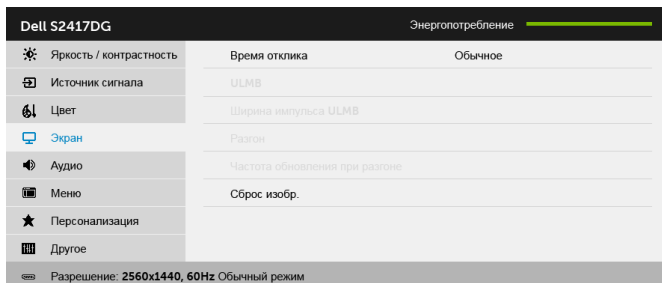 Dell S2417DG
Энергопотребление
Яркость / контрастность
Время отклика
Обычное
Источник сигнала
ULMB
Цвет
Ширина импульса ULMB
Экран
Разгон
Аудио
Частота обновления при разгоне
Меню
Сброс изобр.
Персонализация
Другое
Разрешение: 2560x1440, 60Hz Обычный режим